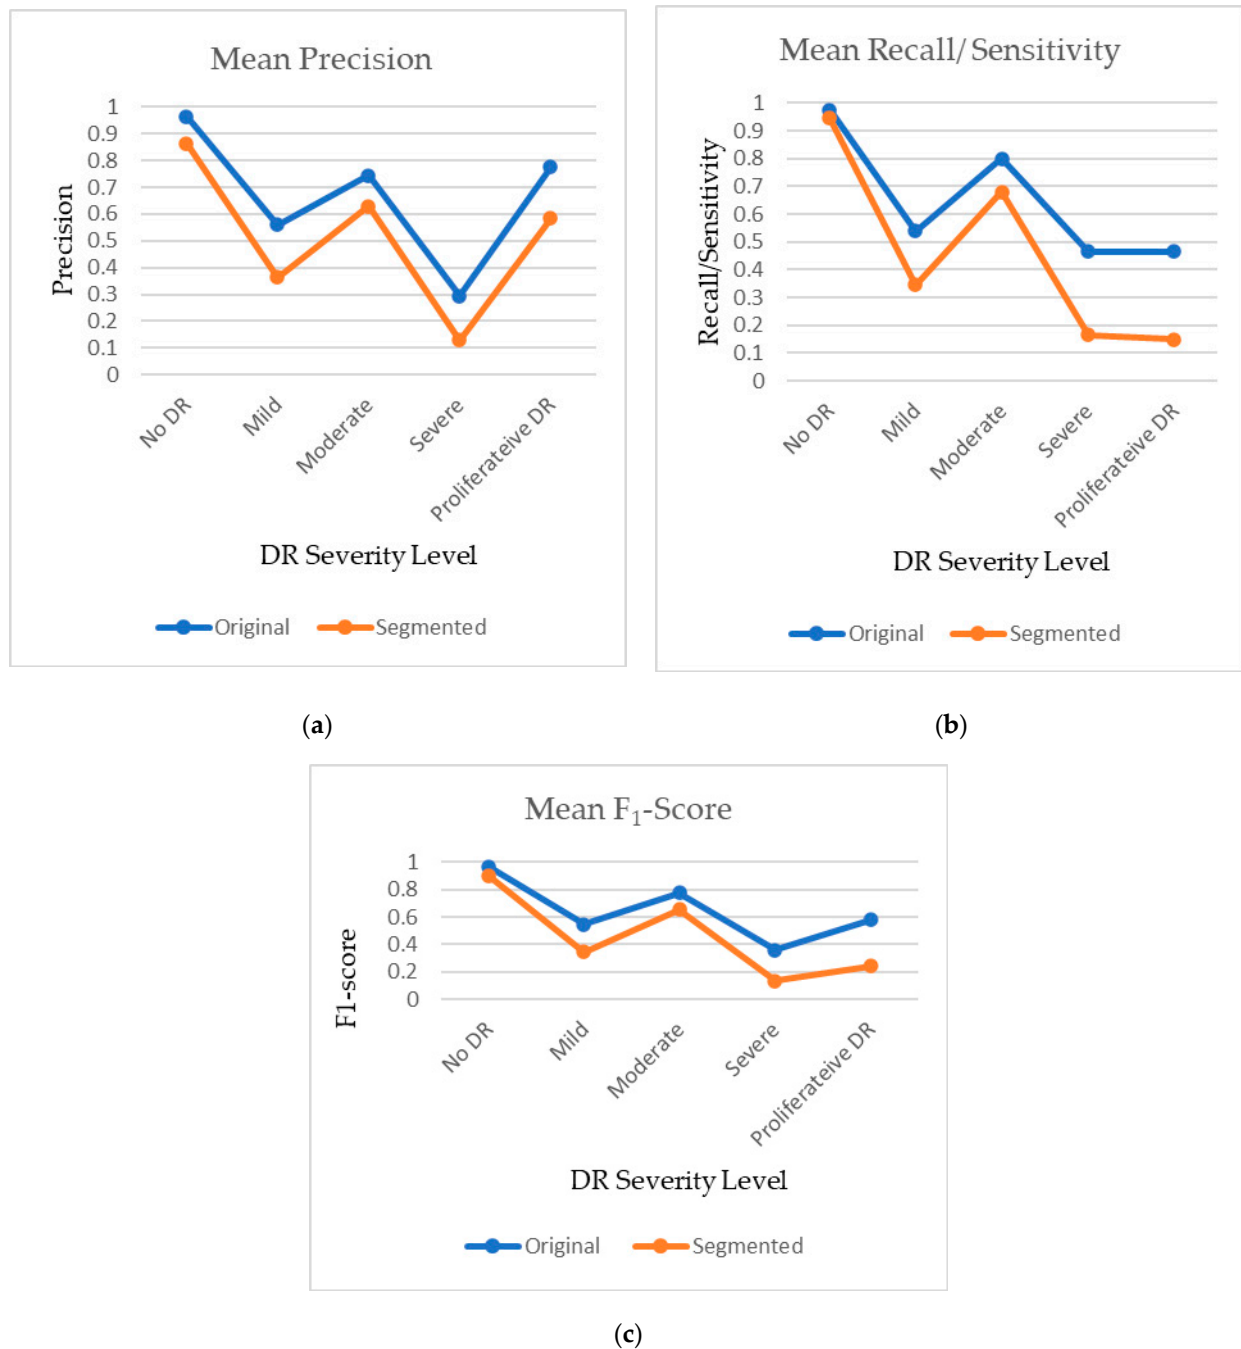 Mean Precision
1
0.9
0.8
0.7
0.6
0.5
0.4
0.3
0.2
0.1
0
Precision
No DR
Mild
Moderate
Severe
Proliferateive DR
DR Severity Level
Original Segmented
(a)
Mean Recall/ Sensitivity
1
0.9
0.8
0.7
0.6
0.5
0.4
0.3
0.2
0.1
0
Recall/Sensitivity
No DR
Mild
Moderate
Severe
Proliferateive DR
DR Severity Level
Original Segmented
(b)
Mean F₁-Score
1
0.8
0.6
0.4
0.2
0
F1-score
No DR
Mild
Moderate
Severe
Proliferateive DR
DR Severity Level
Original Segmented
(c)